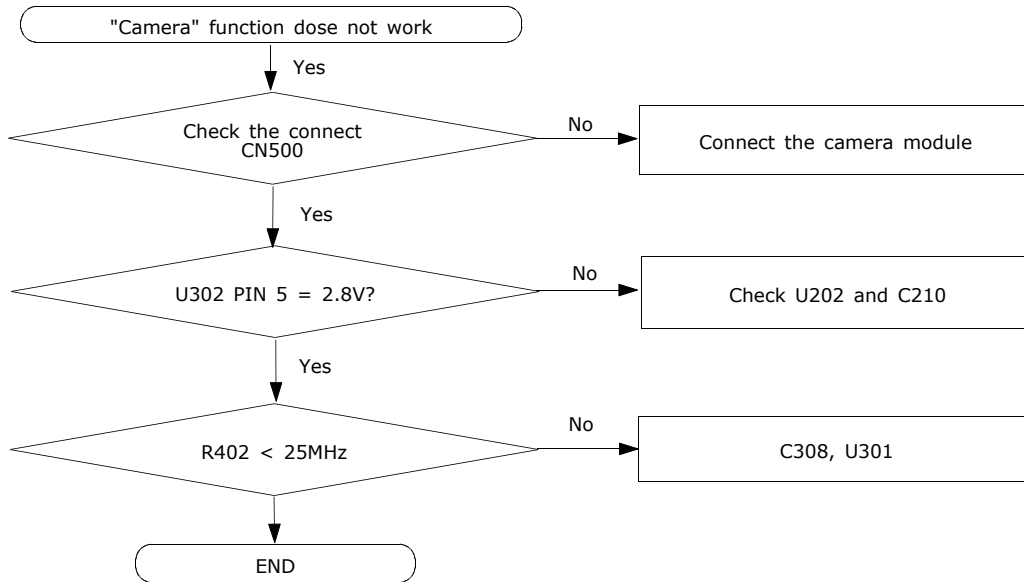 "Camera" function dose not work
Yes
Check the connect
CN500
No
Connect the camera module
Yes
U302 PIN 5 = 2.8V?
No
Check U202 and C210
Yes
R402 < 25MHz
No
C308, U301
END